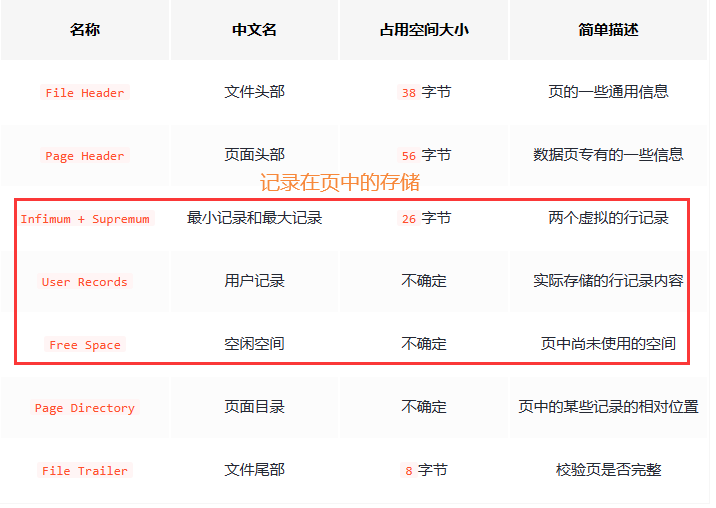 名称 中文名 占用空间大小 简单描述
File Header 文件头部 38 字节 页的一些通用信息
Page Header 页面头部 56 字节 数据页专有的一些信息
记录在页中的存储
Infimum + Supremum 最小记录和最大记录 26 字节 两个虚拟的行记录
User Records 用户记录 不确定 实际存储的行记录内容
Free Space 空闲空间 不确定 页中尚未使用的空间
Page Directory 页面目录 不确定 页中的某些记录的相对位置
File Trailer 文件尾部 8 字节 校验页是否完整